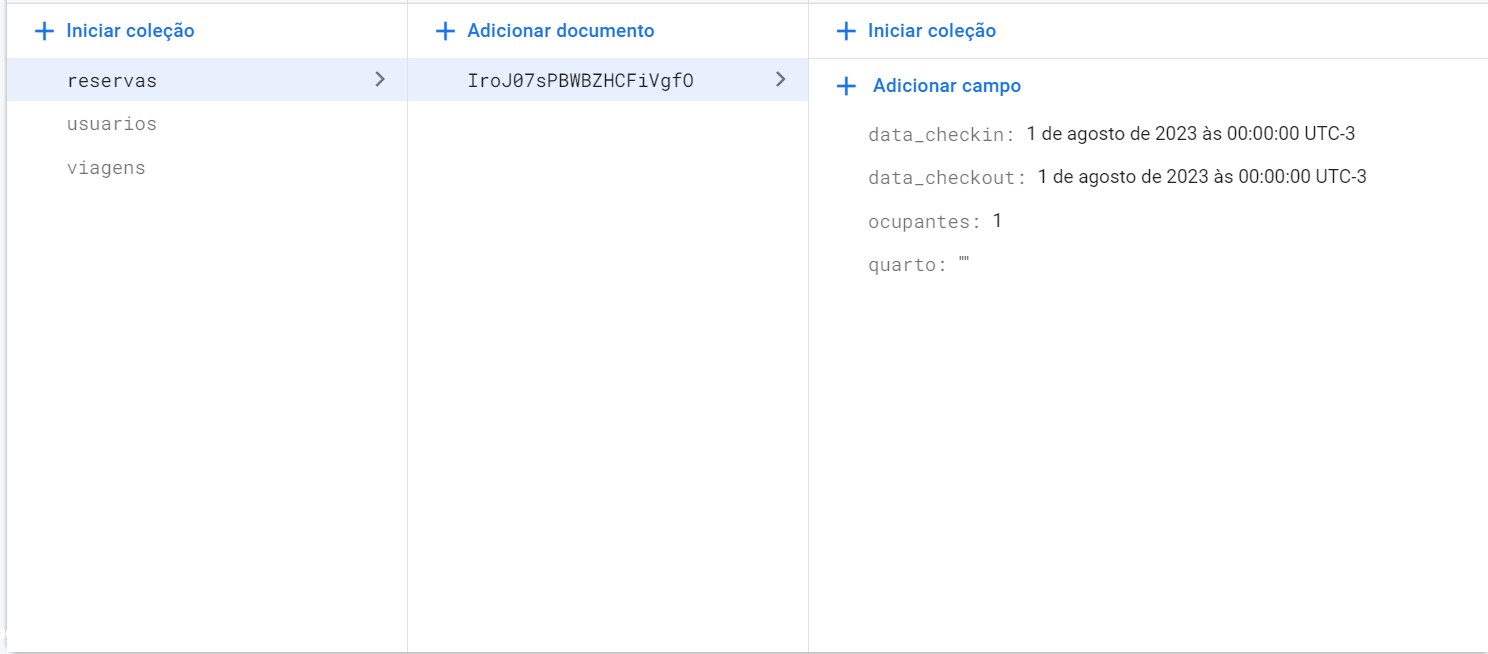 Iniciar coleção
Adicionar documento
Iniciar coleção
reservas
usuarios
viagens
IroJ07sPBWBZHCFiVgfO
Adicionar campo
data_checkin: 1 de agosto de 2023 às 00:00:00 UTC-3
data_checkout: 1 de agosto de 2023 às 00:00:00 UTC-3
ocupantes: 1
quarto: ""